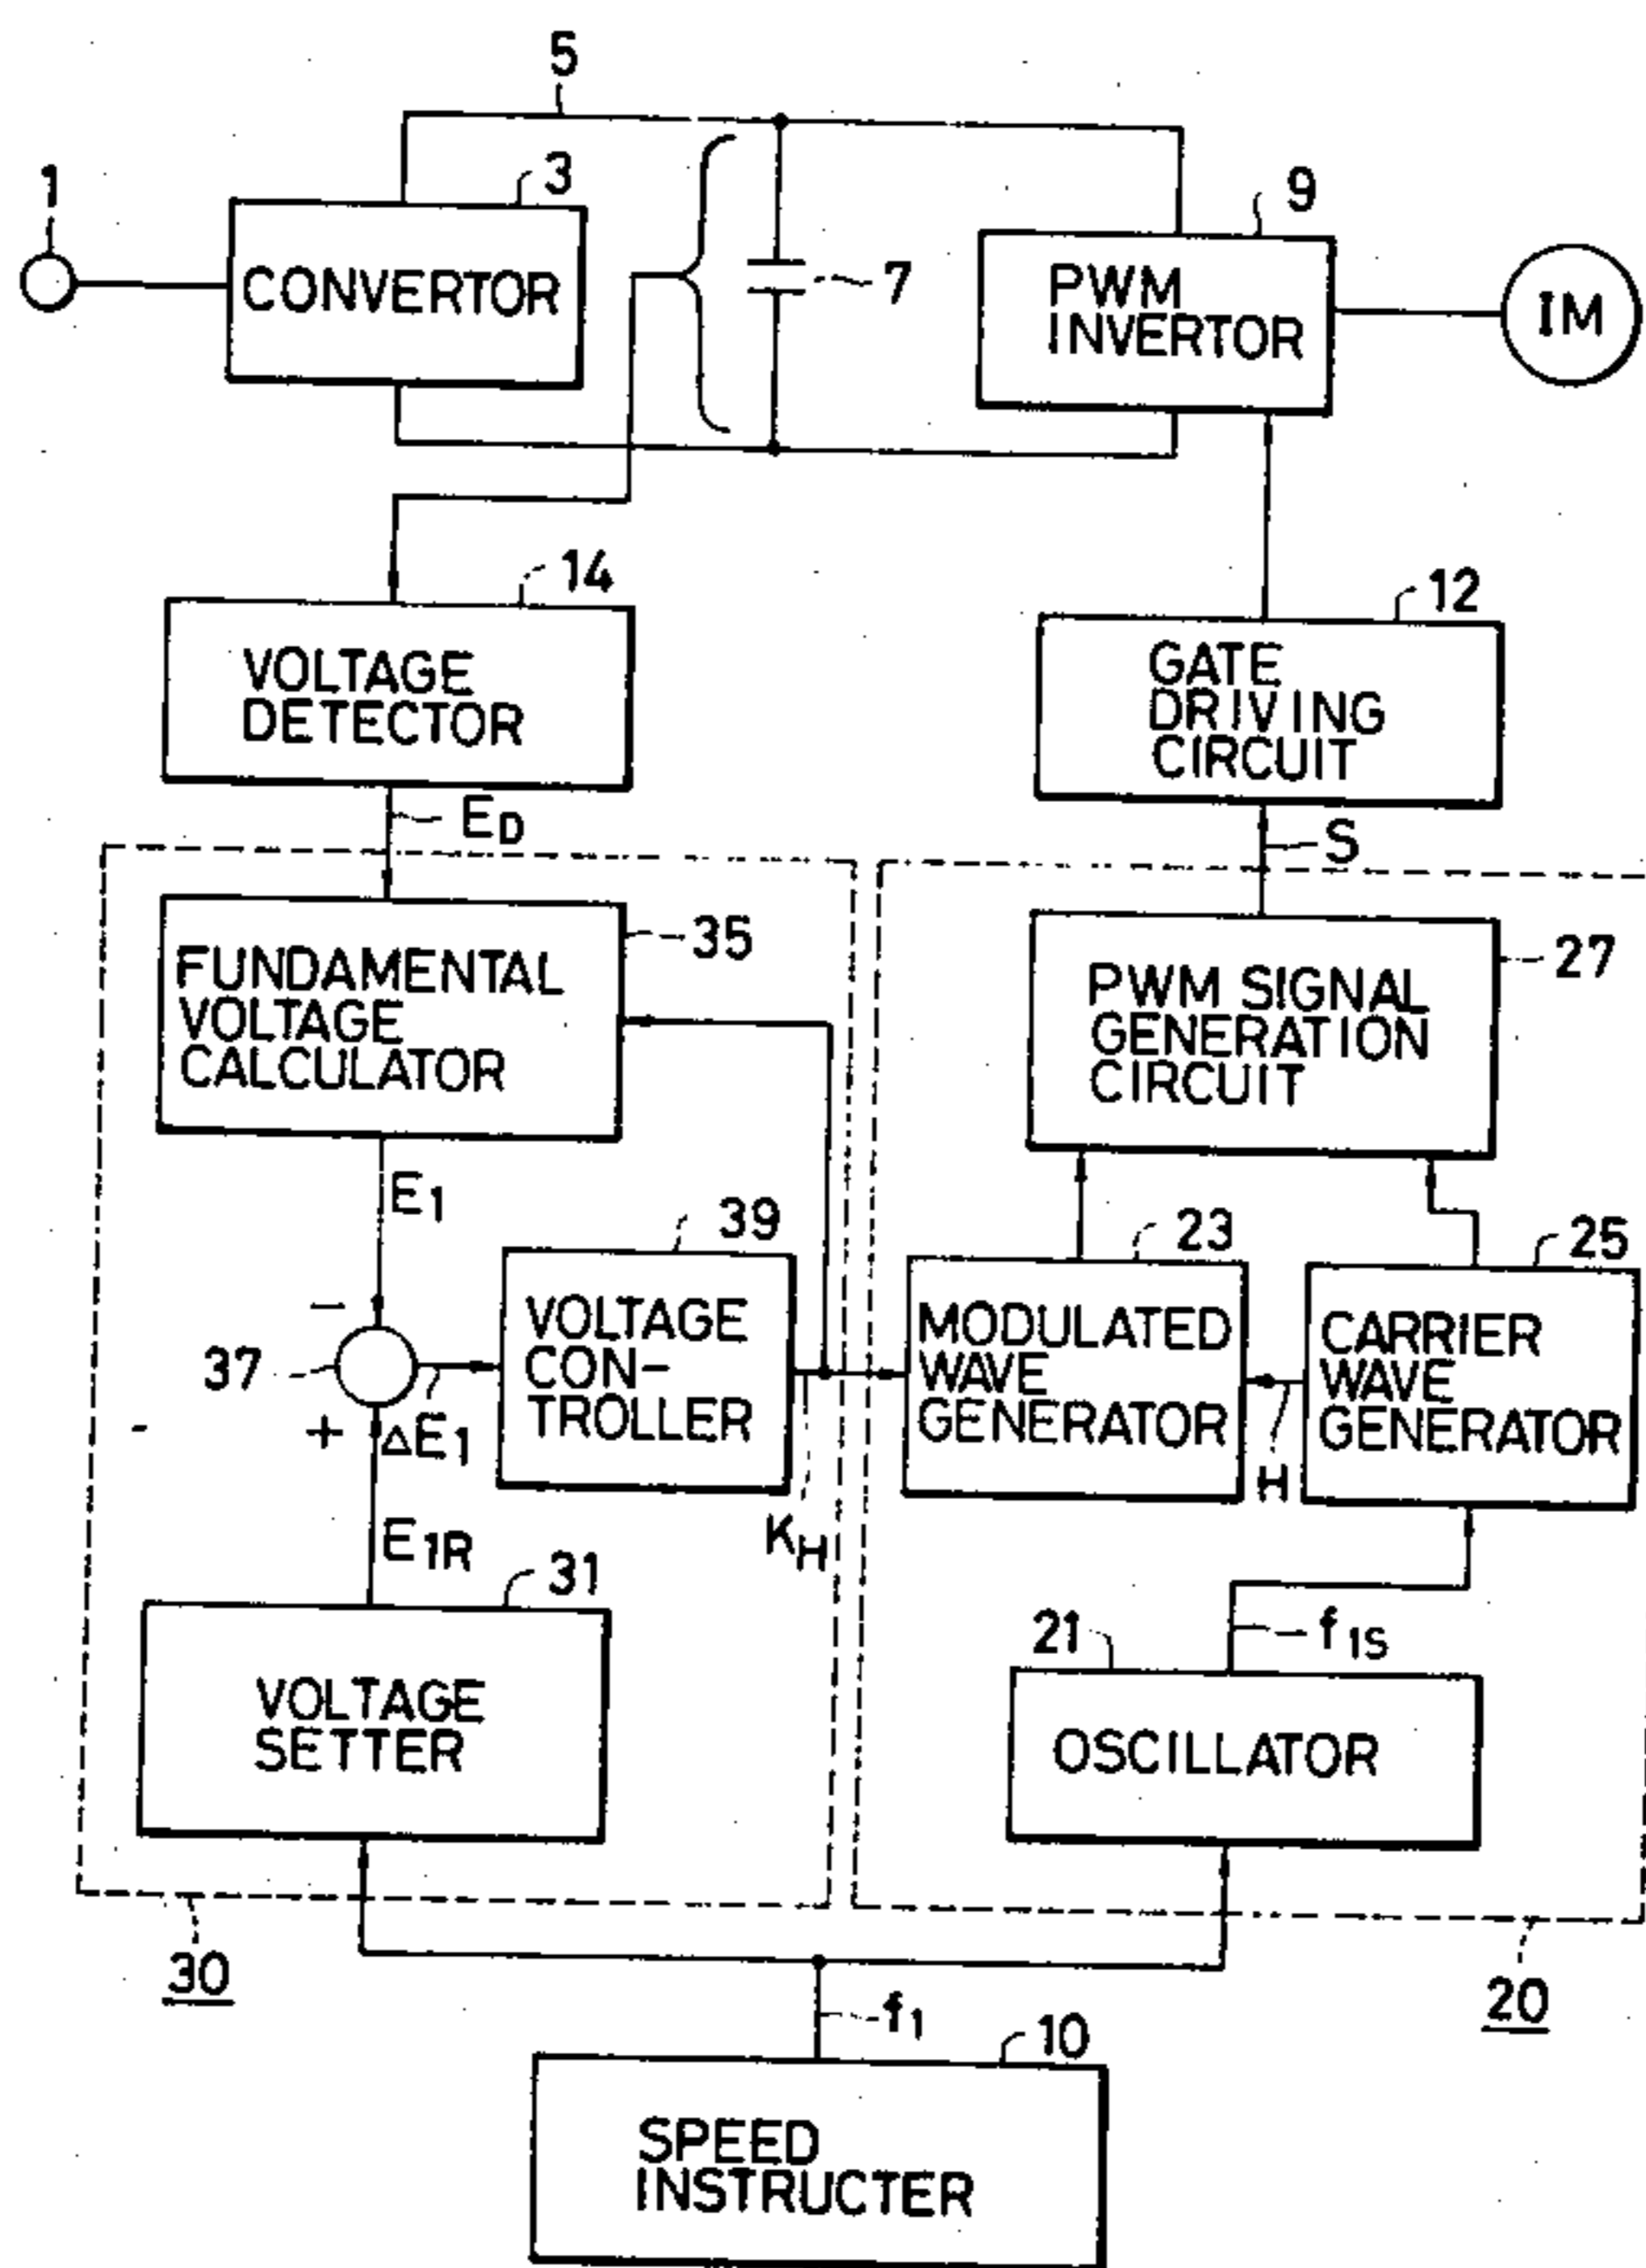 5
1
3
9
CONVERTOR
7
PWM
INVERTOR
IM
14
12
VOLTAGE
DETECTOR
GATE
DRIVING
CIRCUIT
ED
S
35
27
FUNDAMENTAL
VOLTAGE
CALCULATOR
PWM SIGNAL
GENERATION
CIRCUIT
E1
39
23
25
−
37
+
ΔE1
VOLTAGE
CON-
TROLLER
MODULATED
WAVE
GENERATOR
CARRIER
WAVE
GENERATOR
H
KH
E1R
31
21
f1S
VOLTAGE
SETTER
OSCILLATOR
30
20
f1
10
SPEED
INSTRUCTER